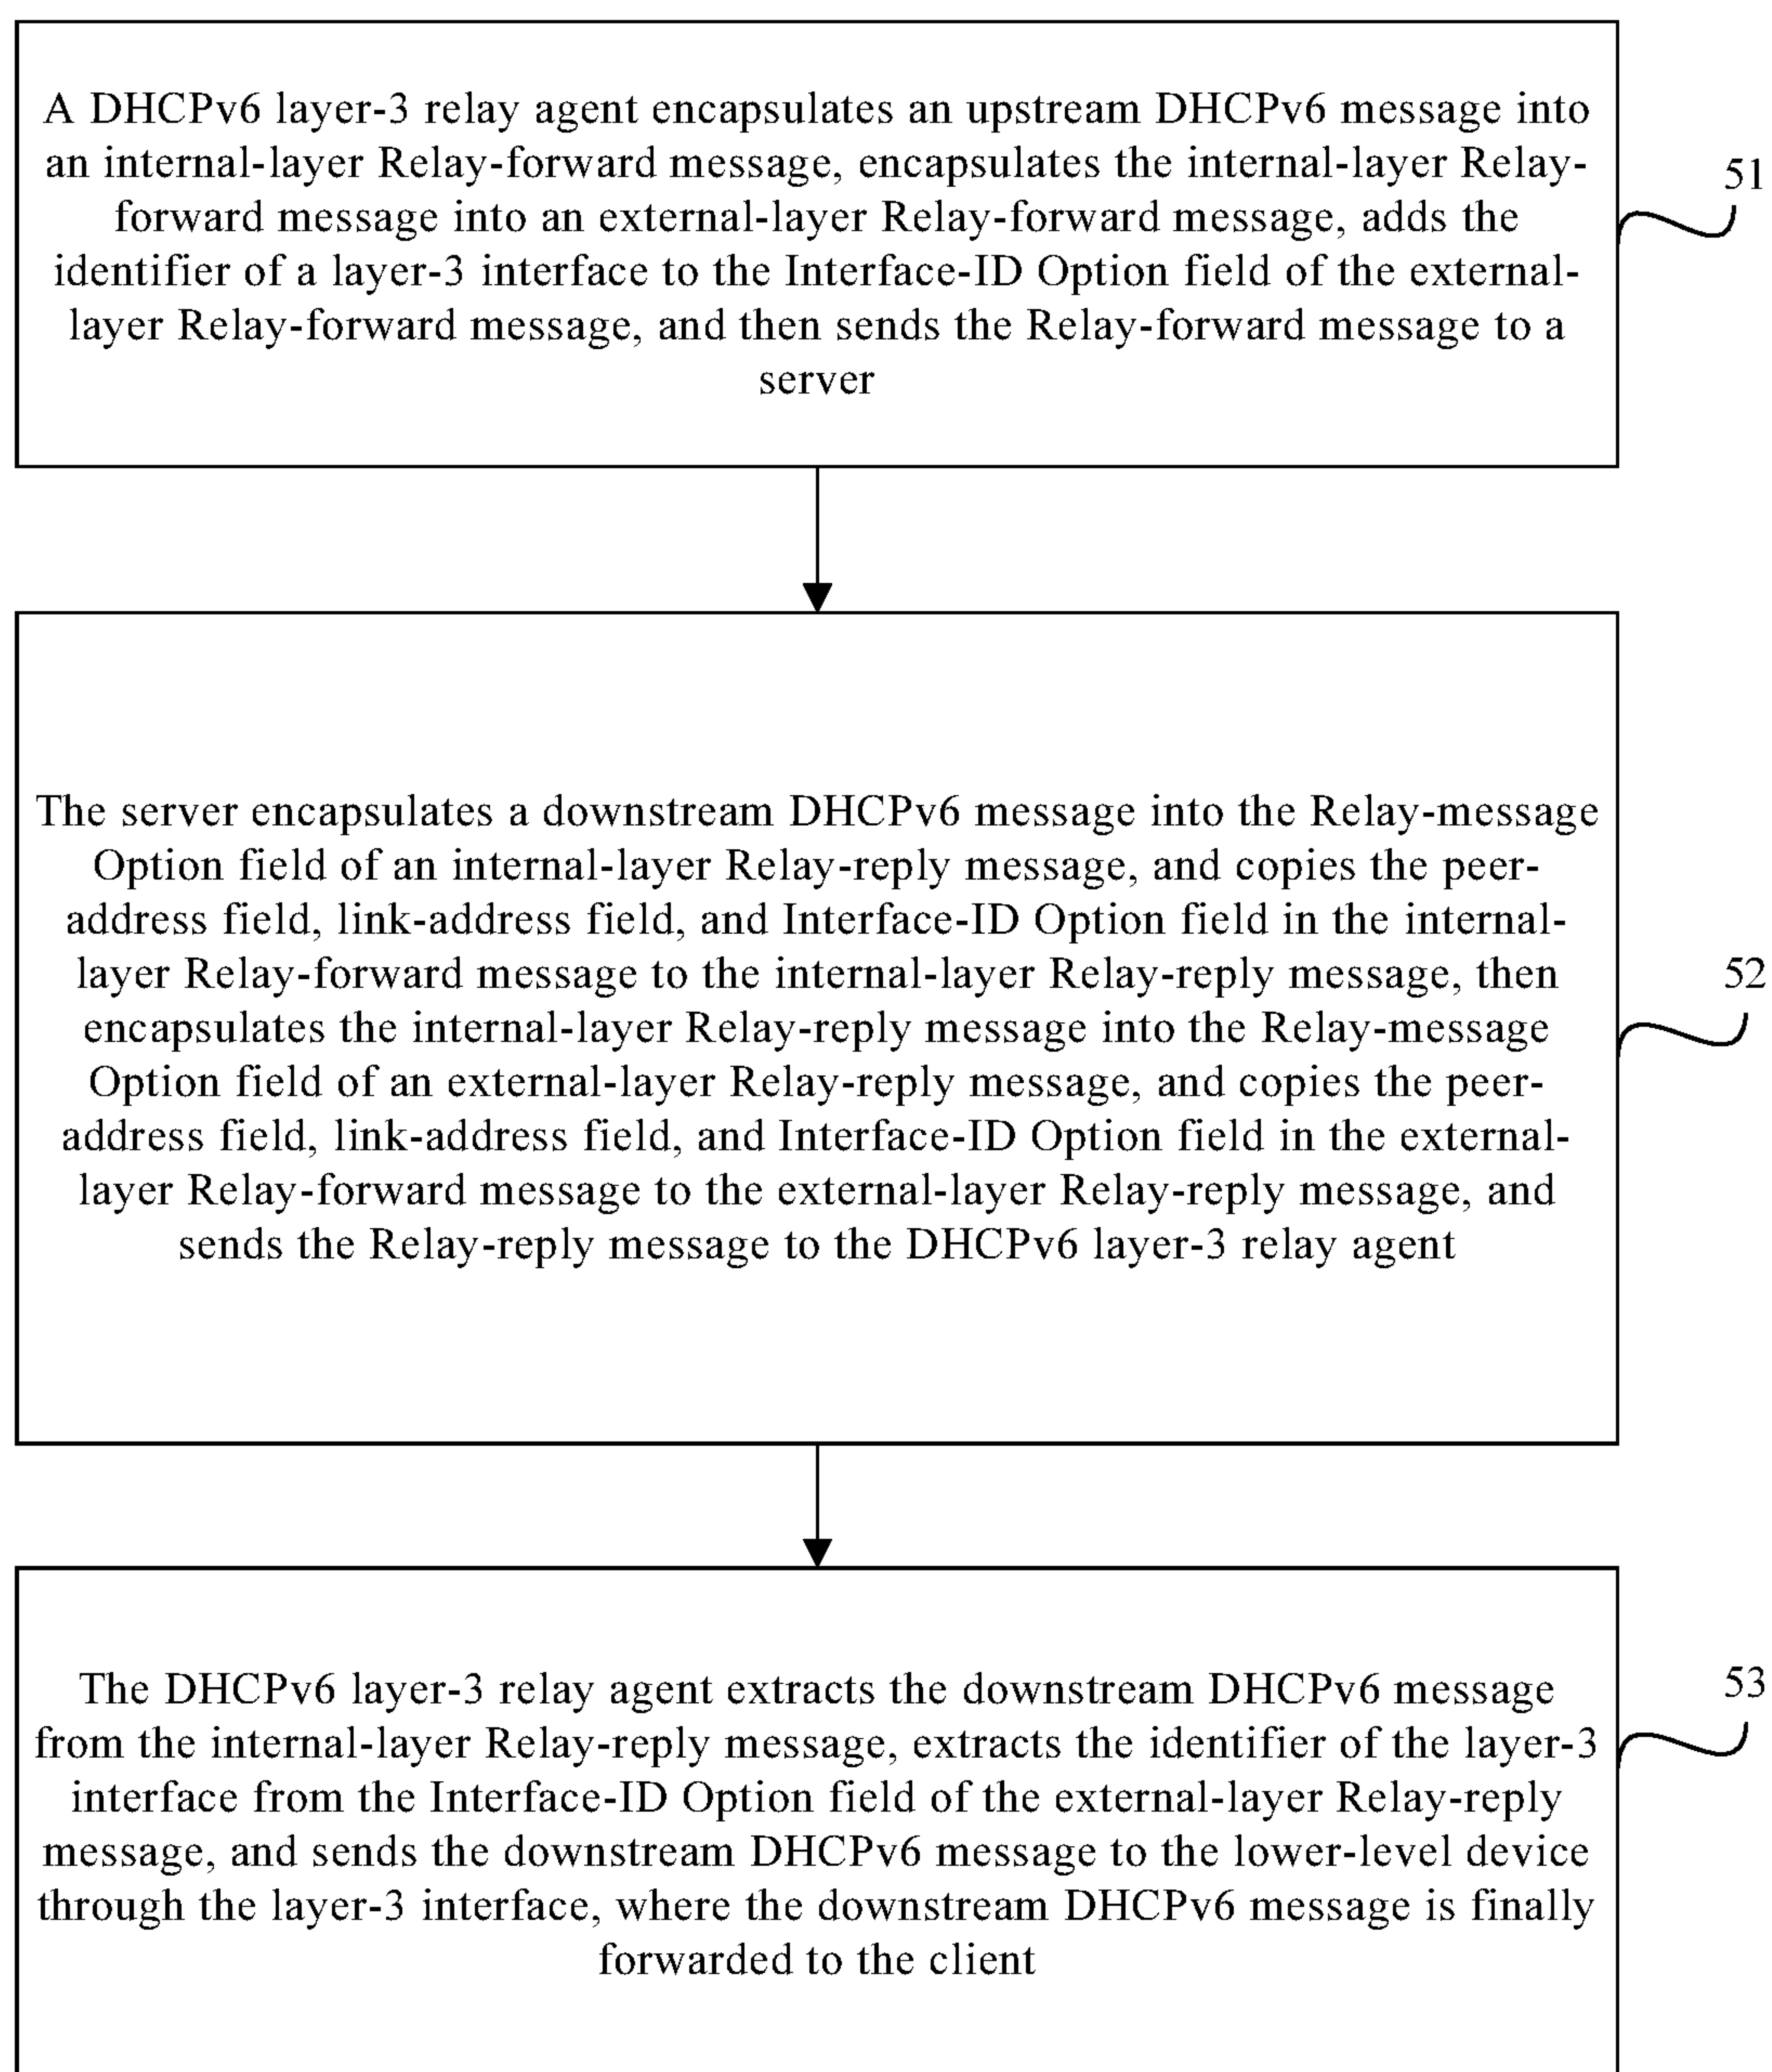 A DHCPv6 layer-3 relay agent encapsulates an upstream DHCPv6 message into
an internal-layer Relay-forward message, encapsulates the internal-layer Relay-
forward message into an external-layer Relay-forward message, adds the
identifier of a layer-3 interface to the Interface-ID Option field of the external-
layer Relay-forward message, and then sends the Relay-forward message to a
server
51
The server encapsulates a downstream DHCPv6 message into the Relay-message
Option field of an internal-layer Relay-reply message, and copies the peer-
address field, link-address field, and Interface-ID Option field in the internal-
layer Relay-forward message to the internal-layer Relay-reply message, then
encapsulates the internal-layer Relay-reply message into the Relay-message
Option field of an external-layer Relay-reply message, and copies the peer-
address field, link-address field, and Interface-ID Option field in the external-
layer Relay-forward message to the external-layer Relay-reply message, and
sends the Relay-reply message to the DHCPv6 layer-3 relay agent
52
The DHCPv6 layer-3 relay agent extracts the downstream DHCPv6 message
from the internal-layer Relay-reply message, extracts the identifier of the layer-3
interface from the Interface-ID Option field of the external-layer Relay-reply
message, and sends the downstream DHCPv6 message to the lower-level device
through the layer-3 interface, where the downstream DHCPv6 message is finally
forwarded to the client
53